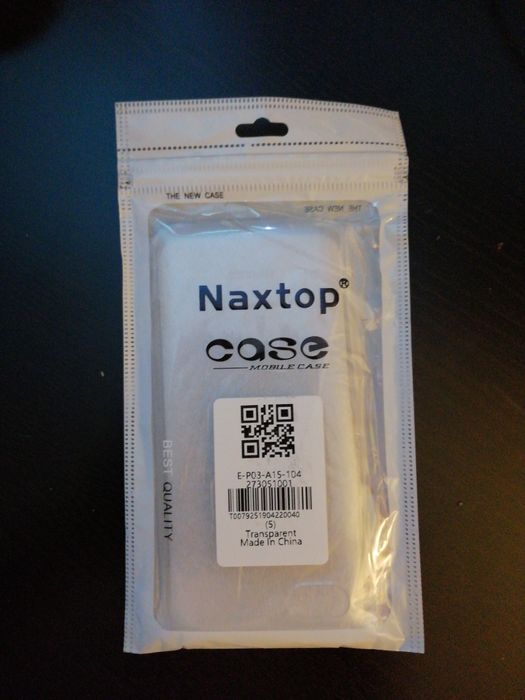 THE NEW CASE
THE NEW CASE
Naxtop®
case
MOBILE CASE
E-P03-A15-104
273051001
T0079251904220040
(5)
Transparent
Made In China
BEST QUALITY